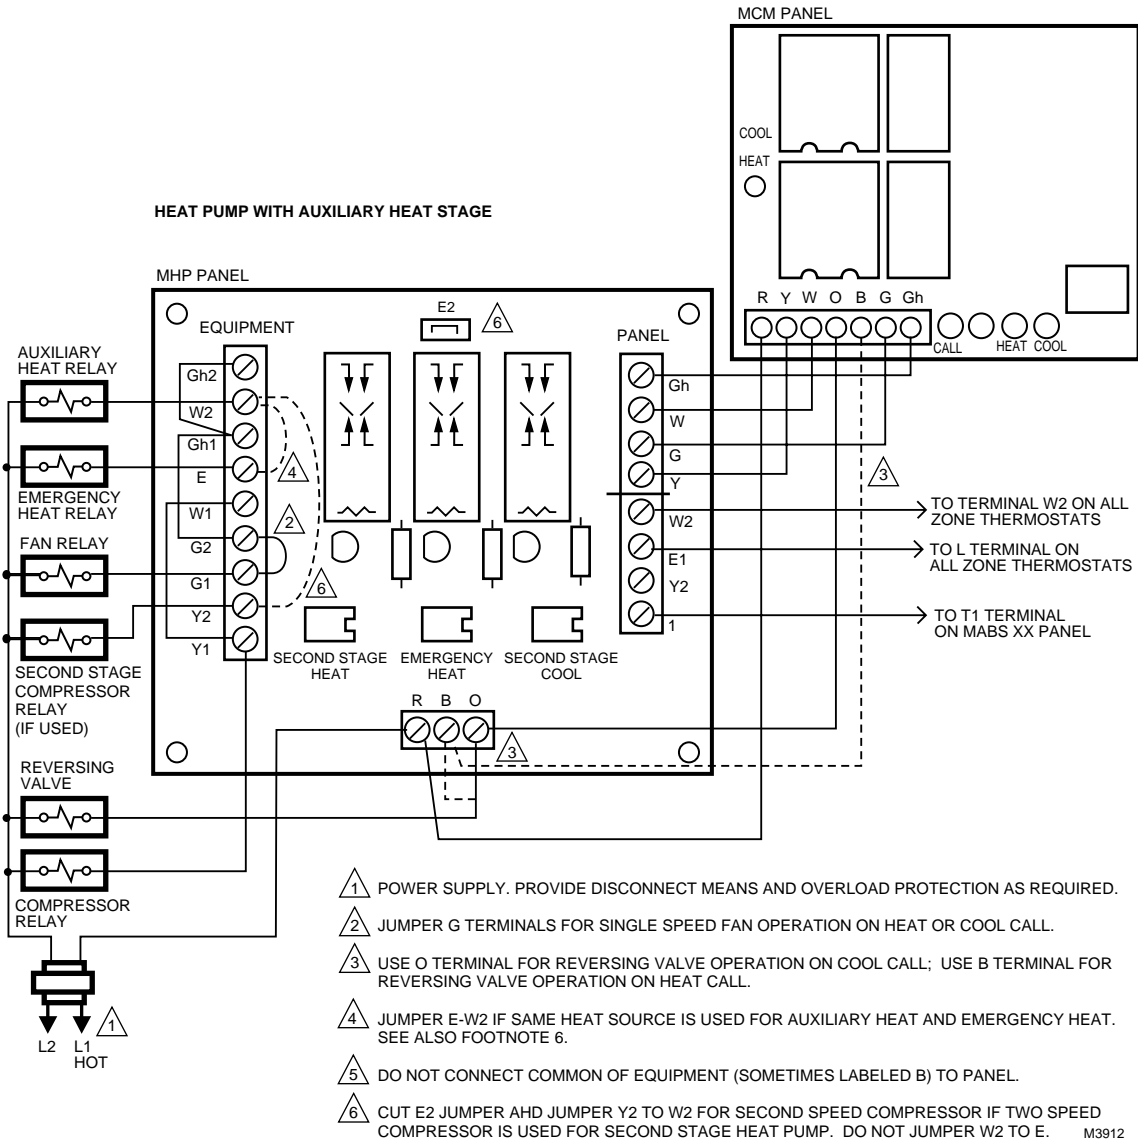 MCM PANEL
COOL
HEAT
HEAT PUMP WITH AUXILIARY HEAT STAGE
MHP PANEL
R Y W O B G Gh
CALL HEAT COOL
E2
6
EQUIPMENT
PANEL
AUXILIARY
HEAT RELAY
EMERGENCY
HEAT RELAY
FAN RELAY
SECOND STAGE
COMPRESSOR
RELAY
(IF USED)
REVERSING
VALVE
COMPRESSOR
RELAY
Gh2
W2
Gh1
E
W1
G2
G1
Y2
Y1
4
2
6
SECOND STAGE
HEAT
EMERGENCY
HEAT
SECOND STAGE
COOL
Gh
W
G
Y
W2
E1
Y2
1
3
TO TERMINAL W2 ON ALL
ZONE THERMOSTATS
TO L TERMINAL ON
ALL ZONE THERMOSTATS
TO T1 TERMINAL
ON MABS XX PANEL
R B O
3
1
L2 L1
HOT
1 POWER SUPPLY. PROVIDE DISCONNECT MEANS AND OVERLOAD PROTECTION AS REQUIRED.
2 JUMPER G TERMINALS FOR SINGLE SPEED FAN OPERATION ON HEAT OR COOL CALL.
3 USE O TERMINAL FOR REVERSING VALVE OPERATION ON COOL CALL; USE B TERMINAL FOR
REVERSING VALVE OPERATION ON HEAT CALL.
4 JUMPER E-W2 IF SAME HEAT SOURCE IS USED FOR AUXILIARY HEAT AND EMERGENCY HEAT.
SEE ALSO FOOTNOTE 6.
5 DO NOT CONNECT COMMON OF EQUIPMENT (SOMETIMES LABELED B) TO PANEL.
6 CUT E2 JUMPER AHD JUMPER Y2 TO W2 FOR SECOND SPEED COMPRESSOR IF TWO SPEED
COMPRESSOR IS USED FOR SECOND STAGE HEAT PUMP. DO NOT JUMPER W2 TO E.
M3912